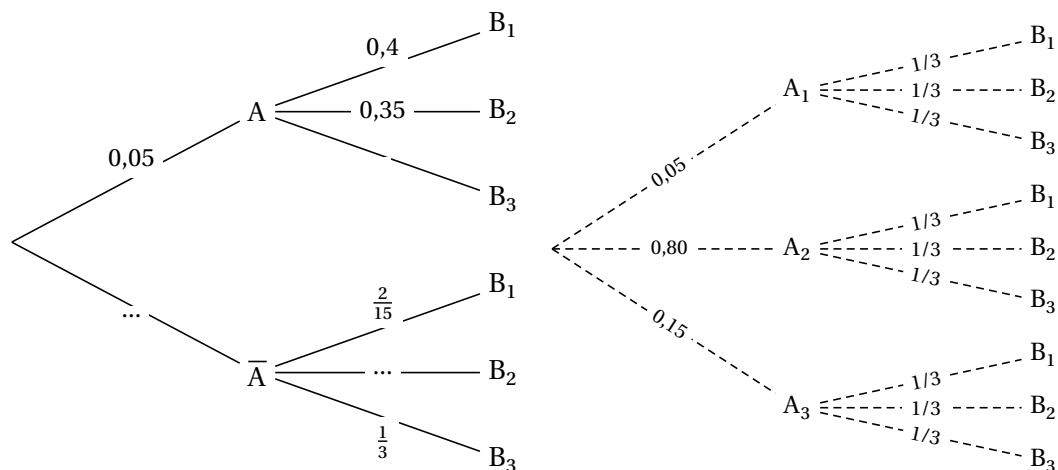 B₁
0,4
A
0,35
B₂
0,05
B₃
...
B₁
2/15
A̅
...
B₂
1/3
B₃
B₁
1/3
A₁
1/3
B₂
1/3
B₃
0,05
B₁
1/3
0,80
A₂
1/3
B₂
1/3
B₃
0,15
B₁
1/3
A₃
1/3
B₂
1/3
B₃